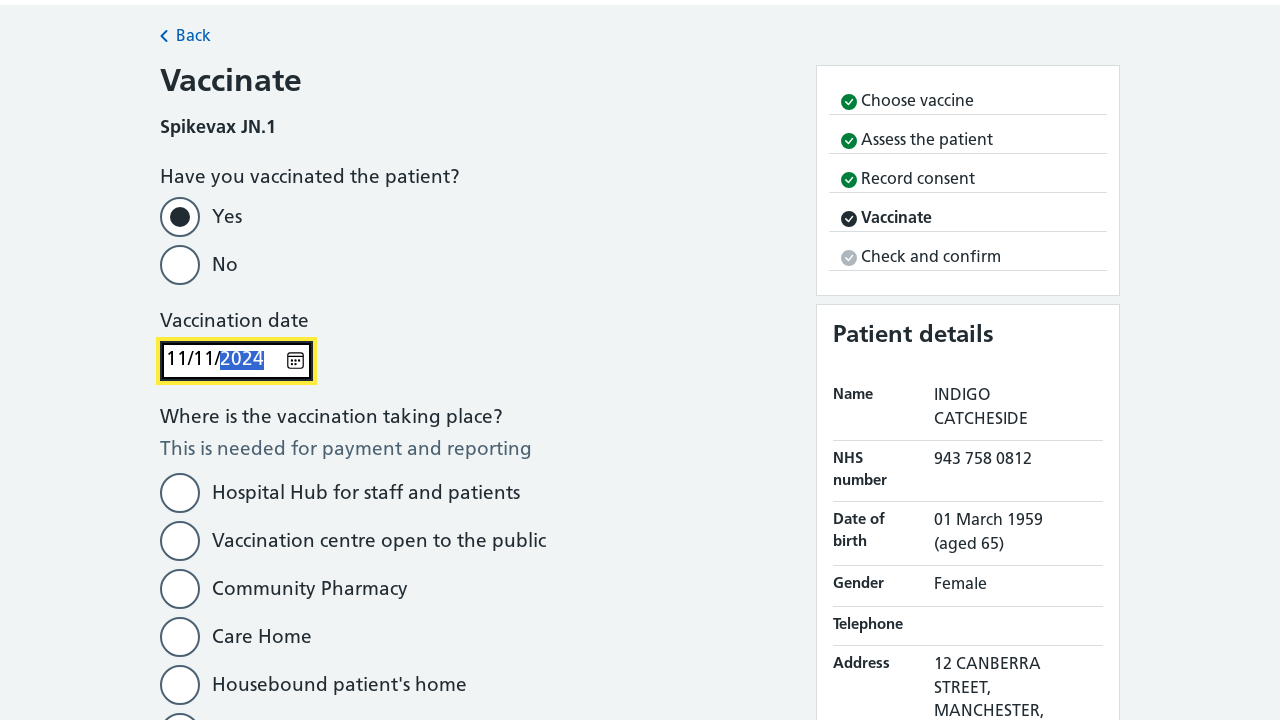 Back
Vaccinate
Spikevax JN.1
Have you vaccinated the patient?
Yes
No
Vaccination date
11/11/2024
Where is the vaccination taking place?
This is needed for payment and reporting
Hospital Hub for staff and patients
Vaccination centre open to the public
Community Pharmacy
Care Home
Housebound patient's home
Choose vaccine
Assess the patient
Record consent
Vaccinate
Check and confirm
Patient details
Name INDIGO
CATCHESIDE
NHS 943 758 0812
number
Date of 01 March 1959
birth (aged 65)
Gender Female
Telephone
Address 12 CANBERRA
STREET,
MANCHESTER,